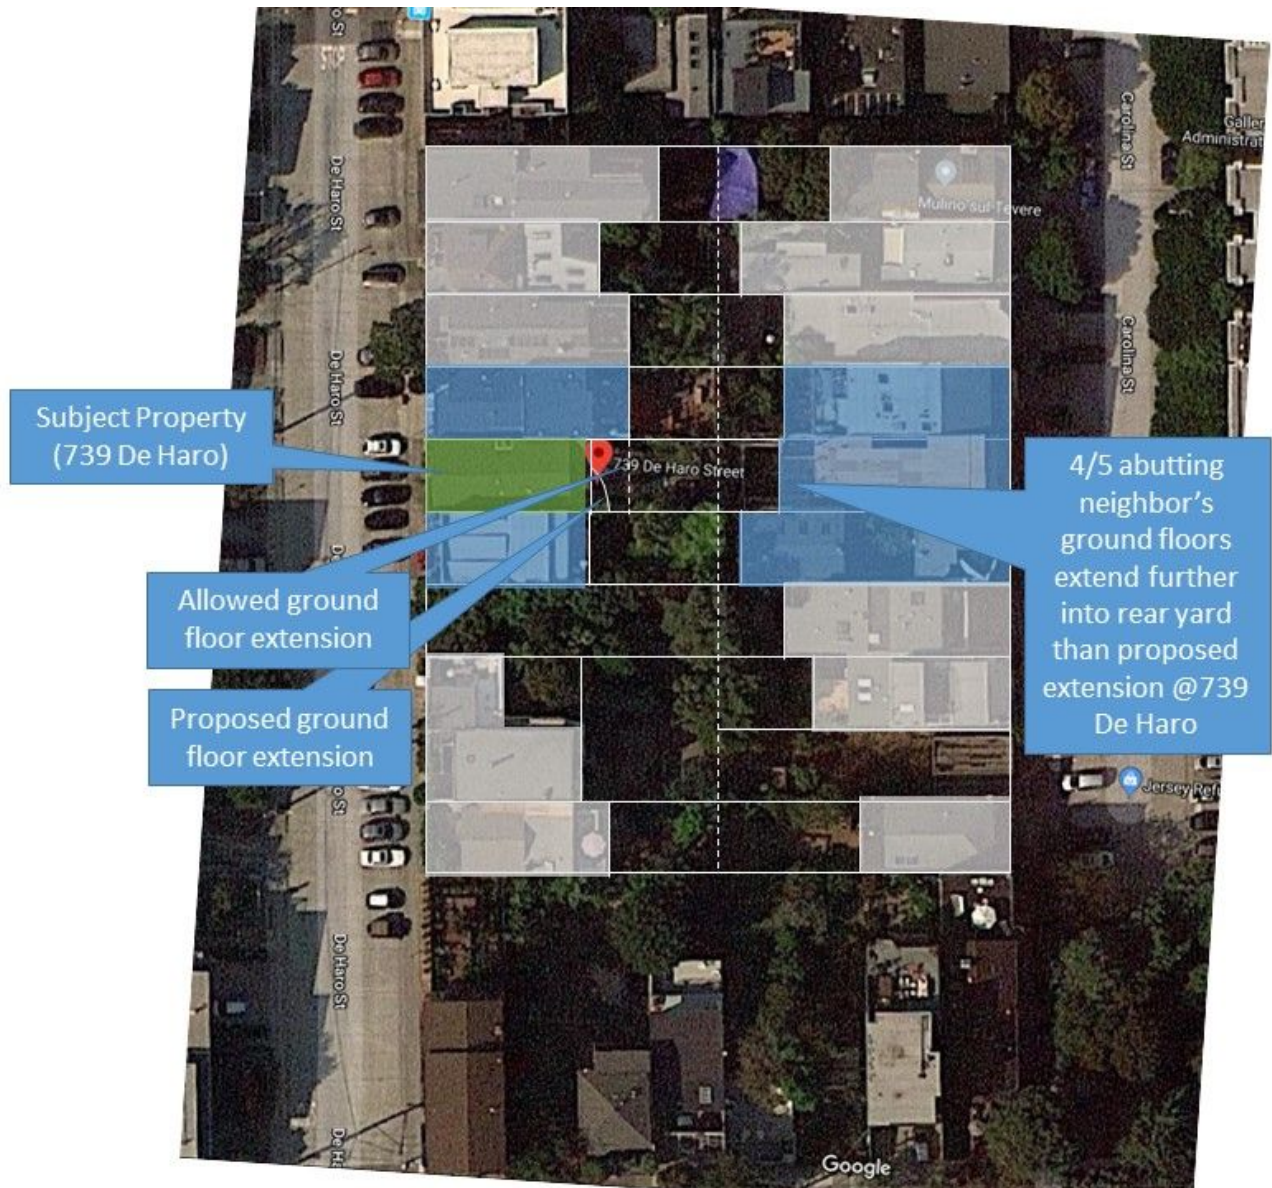 De Haro St
Carolina St
Galler
Administrat
Mulino sul Tevere
De Haro St
Carolina St
Subject Property
(739 De Haro)
739 De Haro Street
4/5 abutting
neighbor's
ground floors
extend further
into rear yard
than proposed
extension @739
De Haro
Allowed ground
floor extension
Proposed ground
floor extension
Jersey Refu
De Haro St
Google